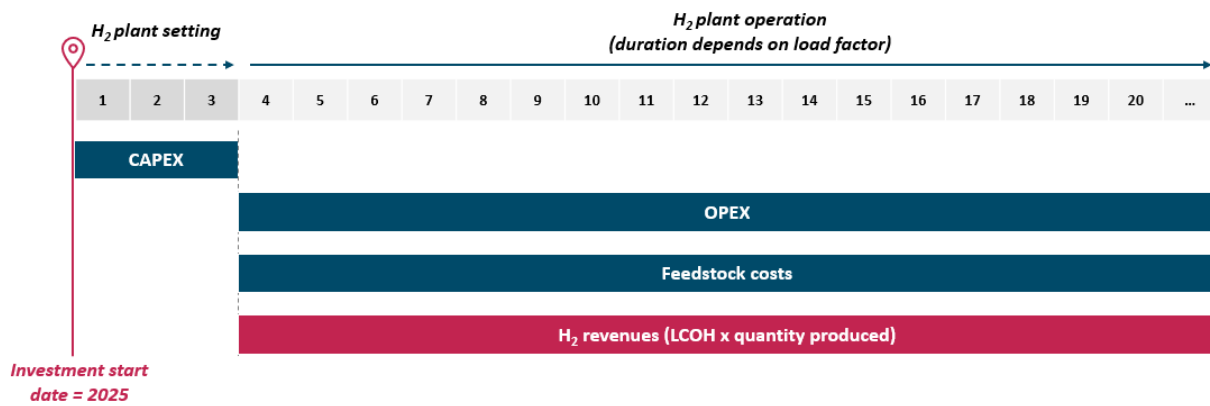 H₂ plant setting
H₂ plant operation
(duration depends on load factor)
1 2 3 4 5 6 7 8 9 10 11 12 13 14 15 16 17 18 19 20 ...
CAPEX
OPEX
Feedstock costs
H₂ revenues (LCOH x quantity produced)
Investment start
date = 2025